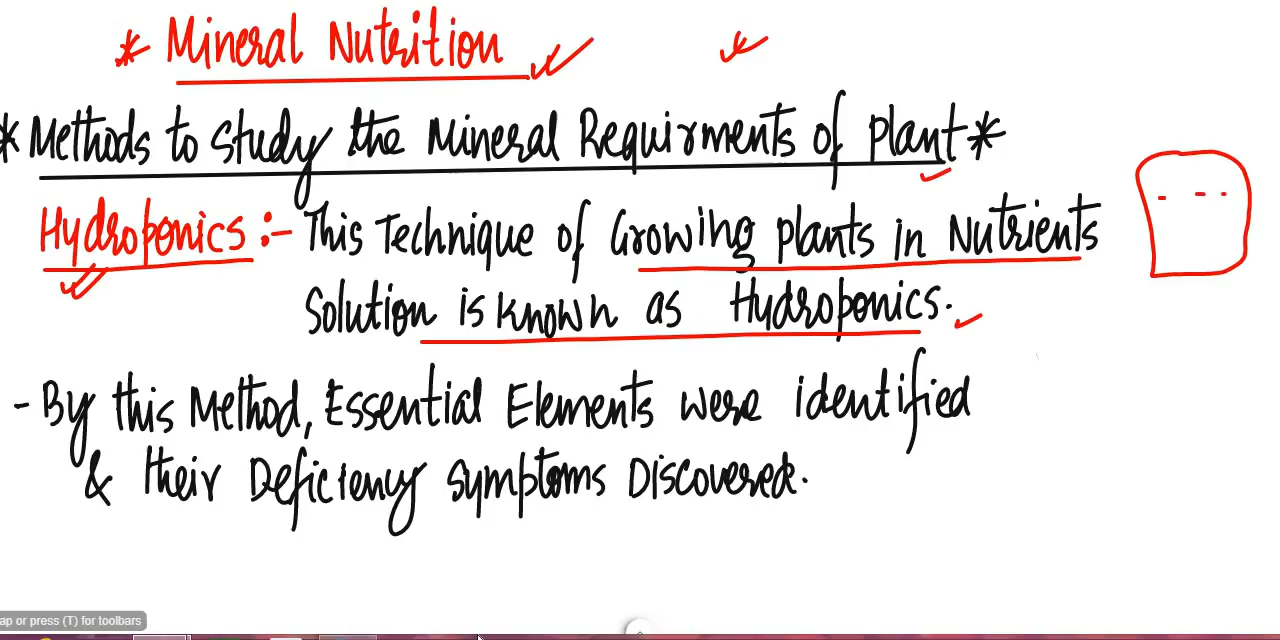 * Mineral Nutrition
*Methods to study the Mineral Requirments of plant*
Hydroponics :- This Technique of Growing plants in Nutrients
Solution is known as Hydroponics.
- By this Method, Essential Elements were identified
& their Deficiency Symptoms Discovered.
ap or press (T) for toolbars